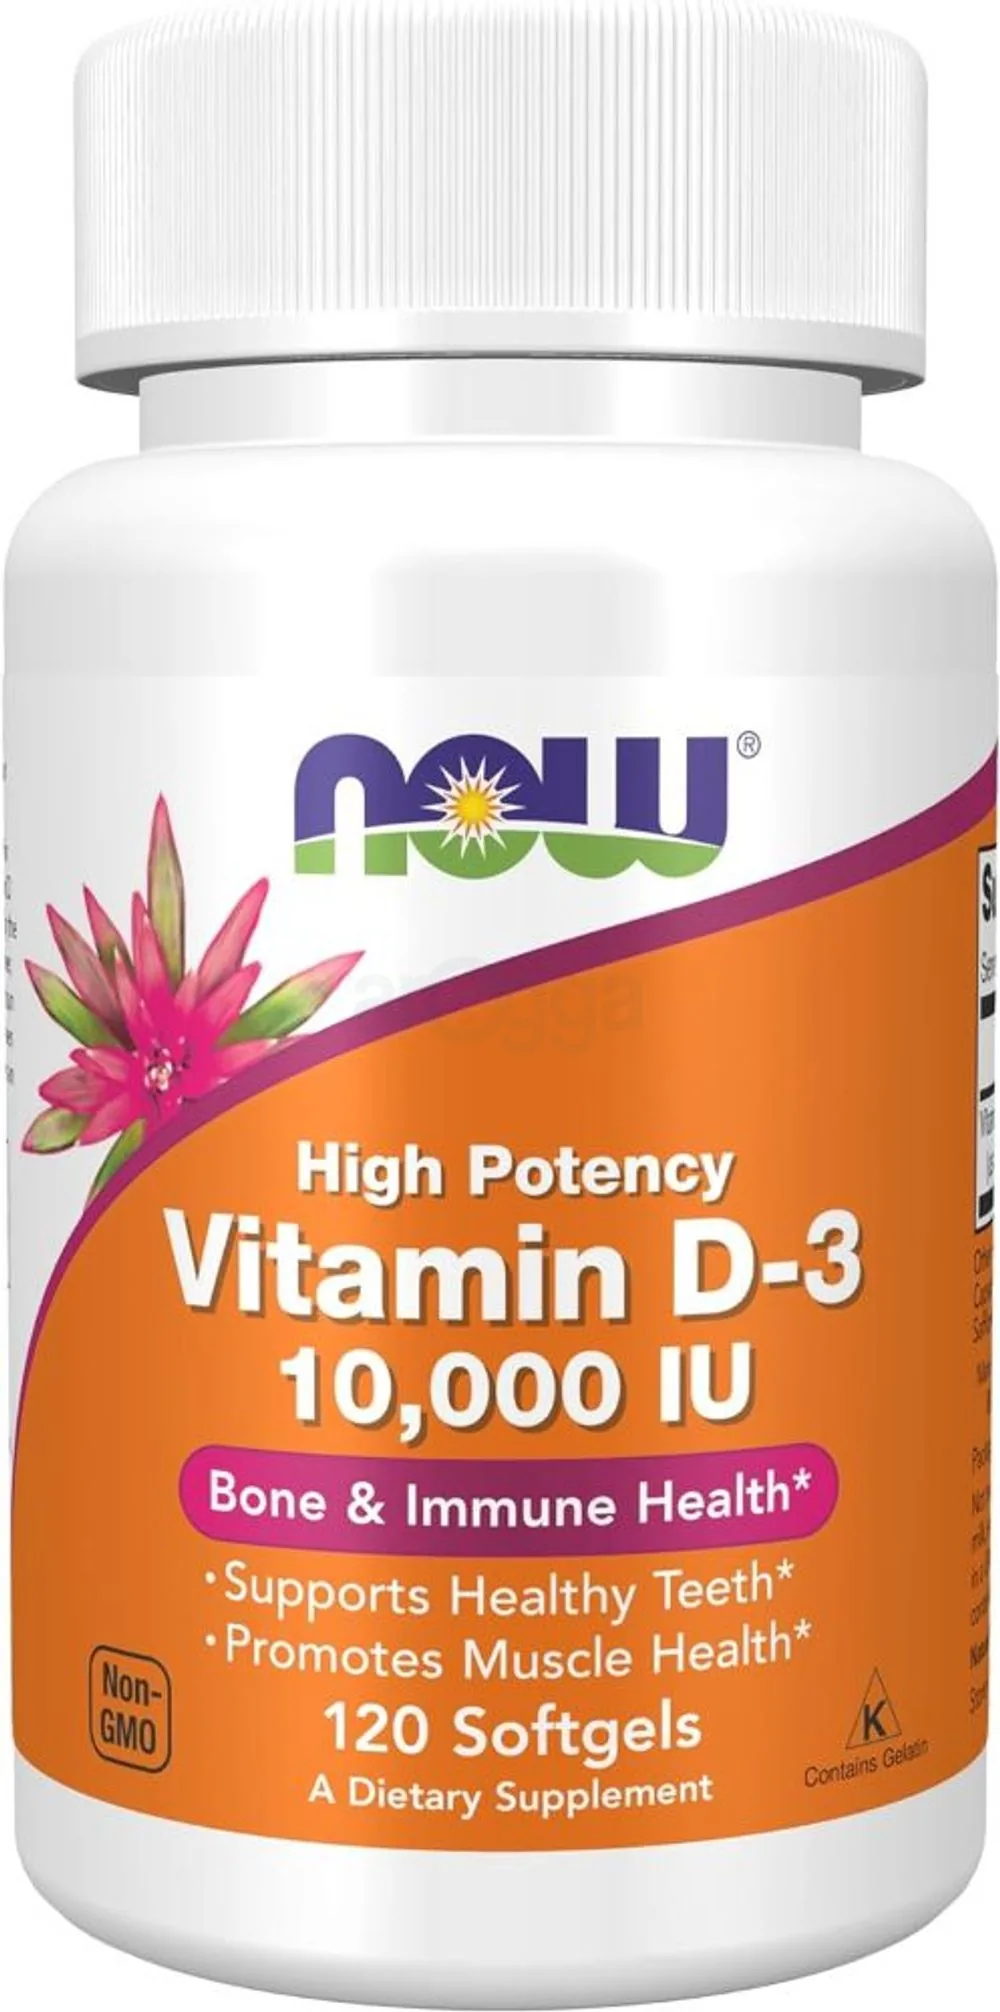 now®
arogga
High Potency
Vitamin D-3
10,000 IU
Bone & Immune Health*
•Supports Healthy Teeth*
•Promotes Muscle Health*
120 Softgels
A Dietary Supplement
Non-
GMO
K
Contains Gelatin